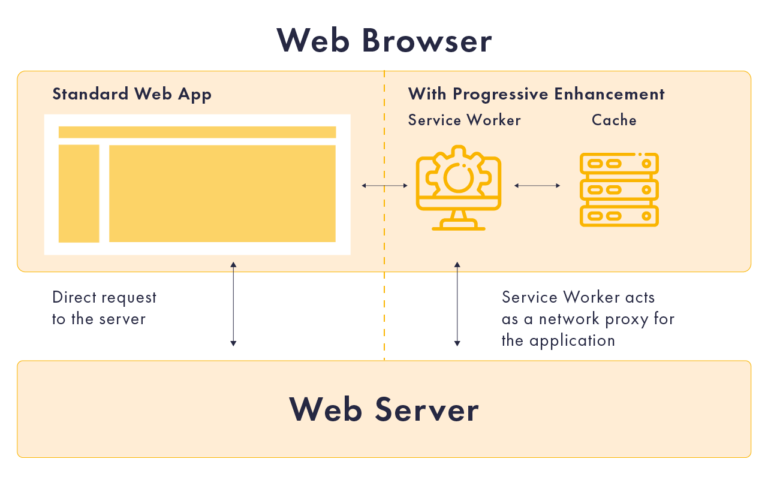 Web Browser
Standard Web App
With Progressive Enhancement
Service Worker
Cache
Direct request
to the server
Service Worker acts
as a network proxy for
the application
Web Server